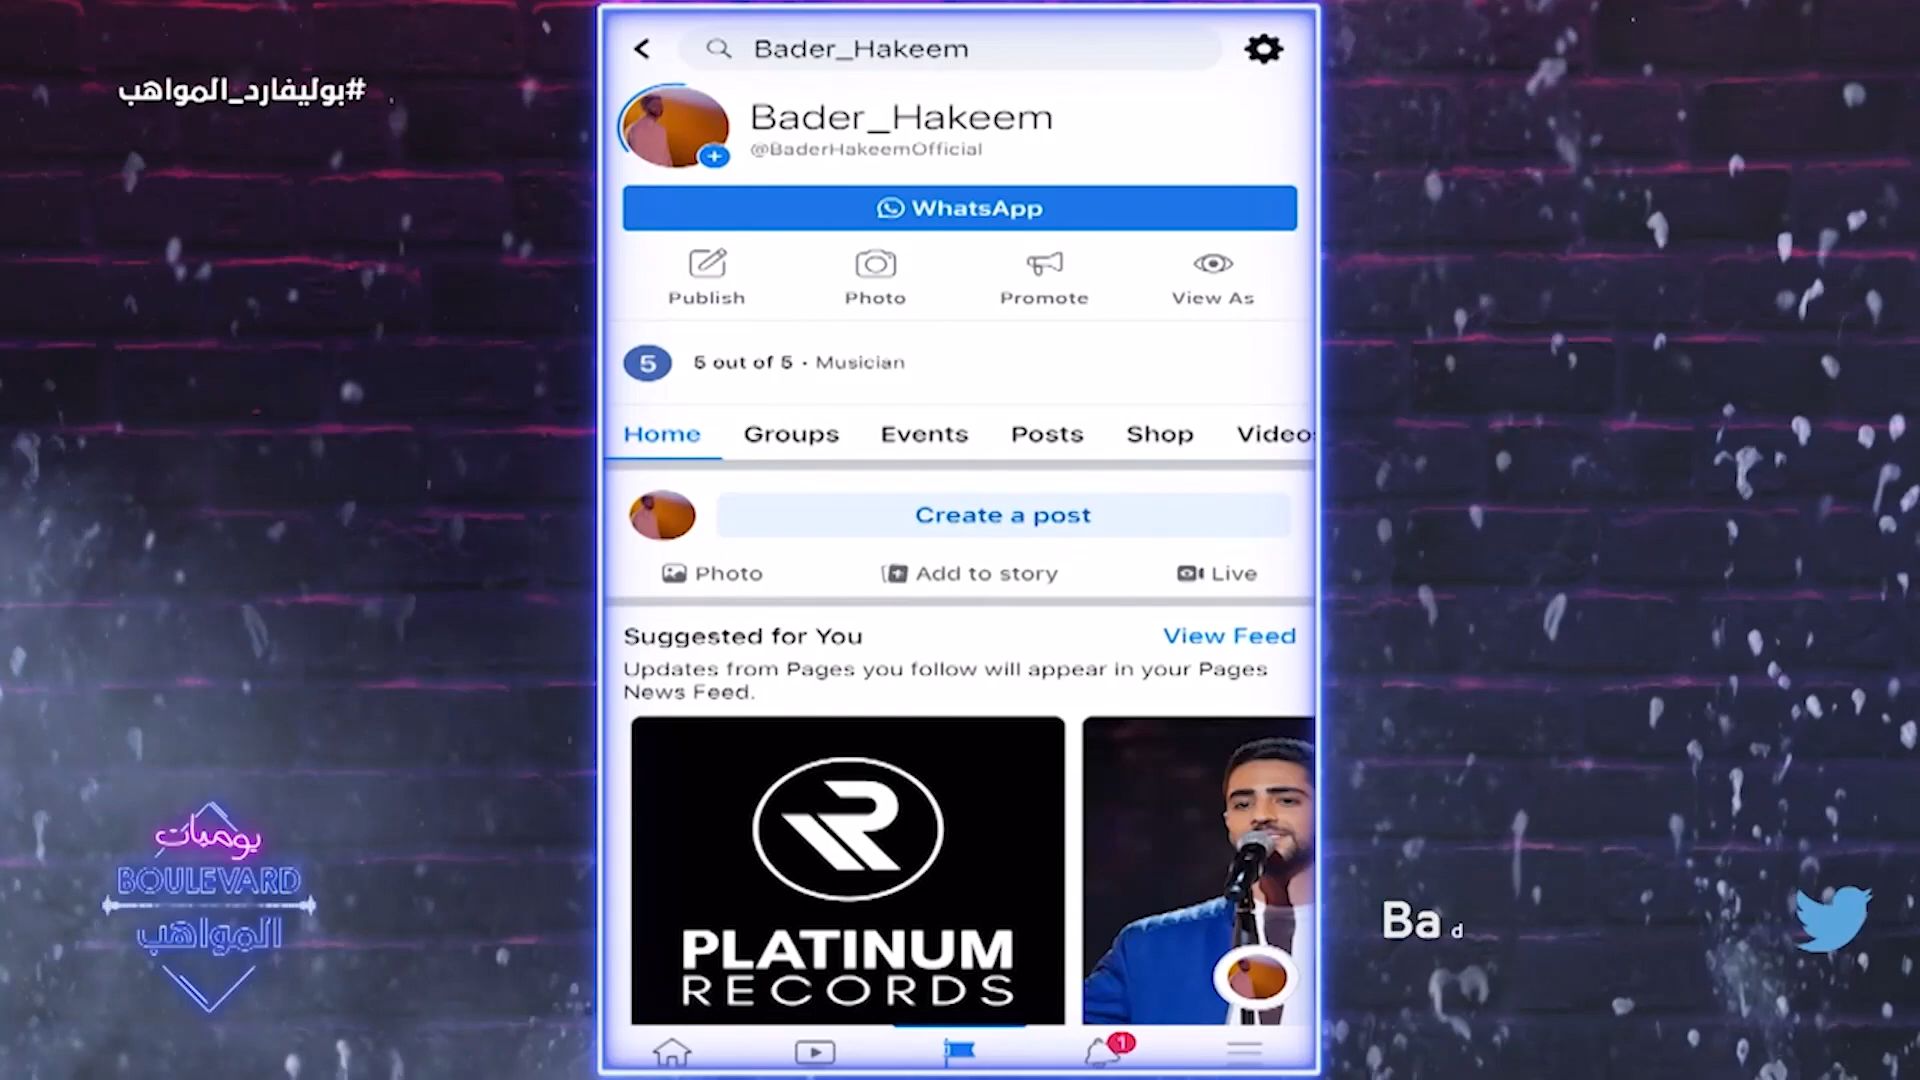 #بوليفارد_المواهب
Bader_Hakeem
Bader_Hakeem
@BaderHakeemOfficial
WhatsApp
Publish
Photo
Promote
View As
5
5 out of 5 · Musician
Home
Groups
Events
Posts
Shop
Video
Create a post
Photo
Add to story
Live
Suggested for You
View Feed
Updates from Pages you follow will appear in your Pages
News Feed.
PLATINUM
RECORDS
1
يوميات
BOULEVARD
المواهب
Bad